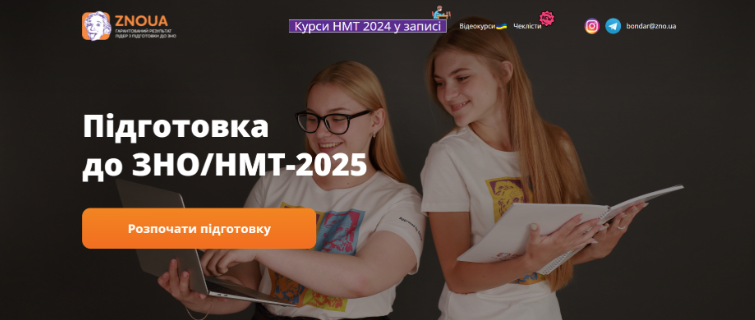 ZNOUA
ГАРАНТОВАНИЙ РЕЗУЛЬТАТ
ЛІДЕР З ПІДГОТОВКИ ДО ЗНО
Курси НМТ 2024 у записі
Відеокурси
Чеклісти
bondar@zno.ua
Підготовка
до ЗНО/НМТ-2025
Розпочати підготовку